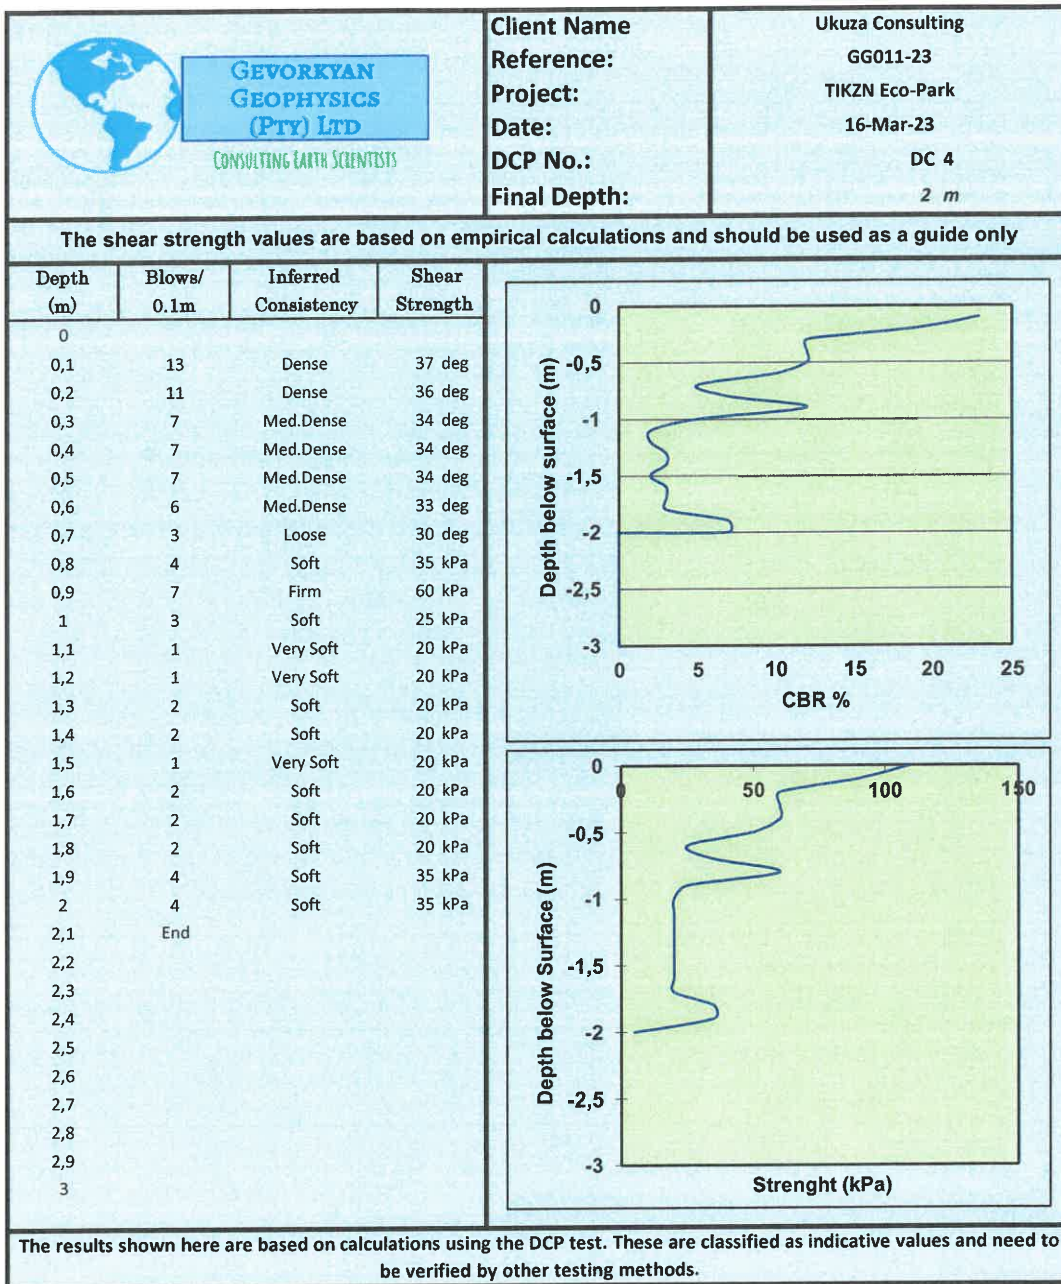 GEVORKYAN
GEOPHYSICS
(PTY) LTD
CONSULTING EARTH SCIENTISTS
Client Name Ukuza Consulting
Reference: GG011-23
Project: TIKZN Eco-Park
Date: 16-Mar-23
DCP No.: DC 4
Final Depth: 2 m
The shear strength values are based on empirical calculations and should be used as a guide only
Depth Blows/ Inferred Shear
(m) 0.1m Consistency Strength
0
0,1 13 Dense 37 deg
0,2 11 Dense 36 deg
0,3 7 Med.Dense 34 deg
0,4 7 Med.Dense 34 deg
0,5 7 Med.Dense 34 deg
0,6 6 Med.Dense 33 deg
0,7 3 Loose 30 deg
0,8 4 Soft 35 kPa
0,9 7 Firm 60 kPa
1 3 Soft 25 kPa
1,1 1 Very Soft 20 kPa
1,2 1 Very Soft 20 kPa
1,3 2 Soft 20 kPa
1,4 2 Soft 20 kPa
1,5 1 Very Soft 20 kPa
1,6 2 Soft 20 kPa
1,7 2 Soft 20 kPa
1,8 2 Soft 20 kPa
1,9 4 Soft 35 kPa
2 4 Soft 35 kPa
2,1 End
2,2
2,3
2,4
2,5
2,6
2,7
2,8
2,9
3
Depth below surface (m)
0
-0,5
-1
-1,5
-2
-2,5
-3
0 5 10 15 20 25
CBR %
Depth below Surface (m)
0
0 50 100 150
-0,5
-1
-1,5
-2
-2,5
-3
Strenght (kPa)
The results shown here are based on calculations using the DCP test. These are classified as indicative values and need to
be verified by other testing methods.